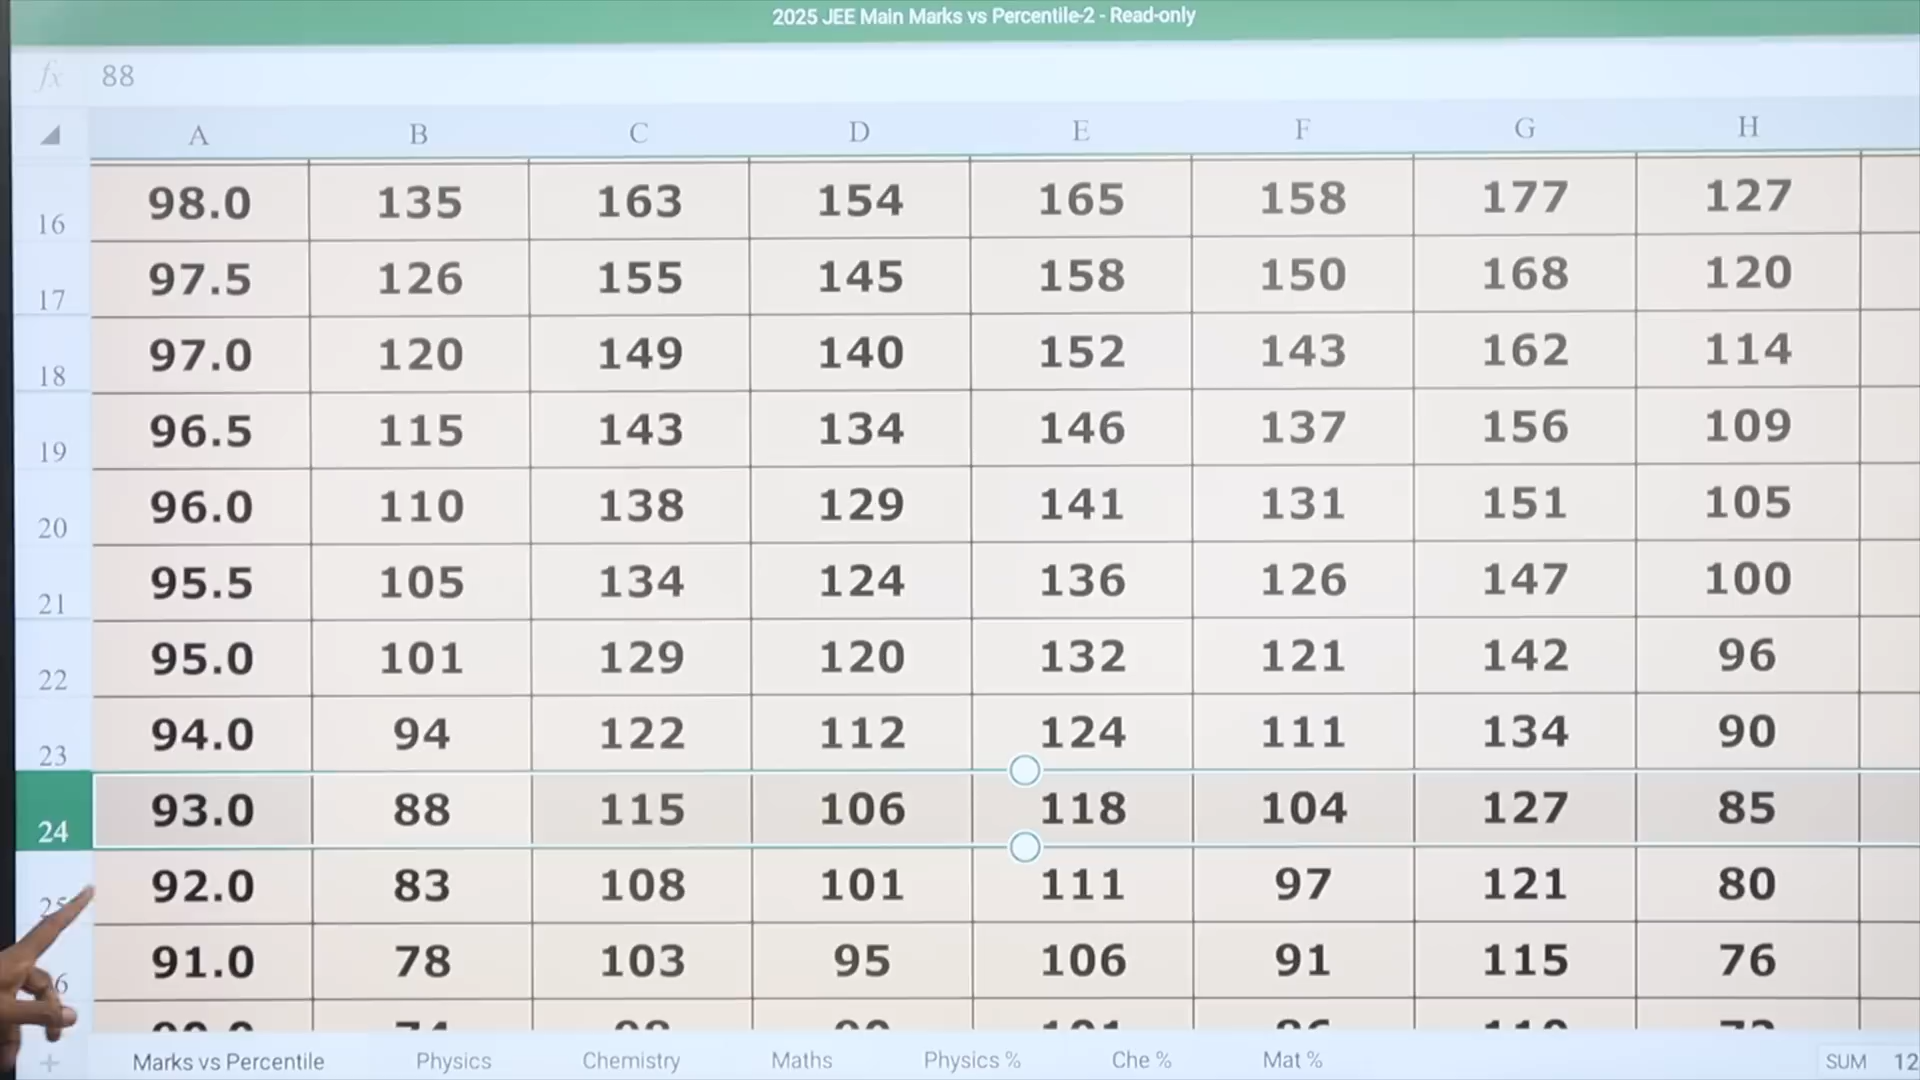 2025 JEE Main Marks vs Percentile-2 - Read-only
fx 88
A B C D E F G H
16 98.0 135 163 154 165 158 177 127
17 97.5 126 155 145 158 150 168 120
18 97.0 120 149 140 152 143 162 114
19 96.5 115 143 134 146 137 156 109
20 96.0 110 138 129 141 131 151 105
21 95.5 105 134 124 136 126 147 100
22 95.0 101 129 120 132 121 142 96
23 94.0 94 122 112 124 111 134 90
24 93.0 88 115 106 118 104 127 85
25 92.0 83 108 101 111 97 121 80
91.0 78 103 95 106 91 115 76
+ Marks vs Percentile Physics Chemistry Maths Physics % Che % Mat % SUM 12